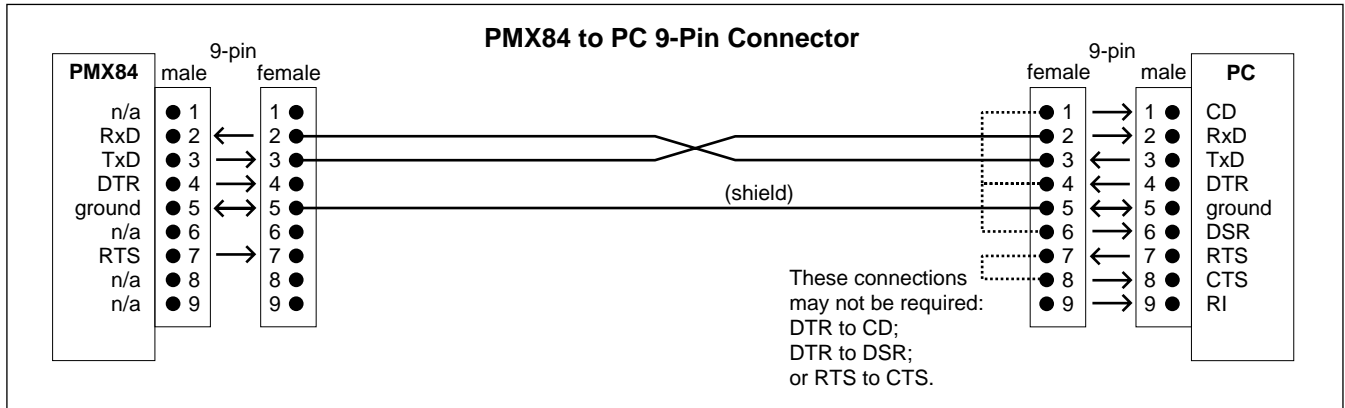 PMX84 to PC 9-Pin Connector
9-pin 9-pin
PMX84 male female female male PC
n/a 1 1 1 1 CD
RxD 2 2 2 2 RxD
TxD 3 3 3 3 TxD
DTR 4 4 4 4 DTR
(shield)
ground 5 5 5 5 ground
n/a 6 6 6 6 DSR
RTS 7 7 7 7 RTS
n/a 8 8 8 8 CTS
n/a 9 9 9 9 RI
These connections
may not be required:
DTR to CD;
DTR to DSR;
or RTS to CTS.